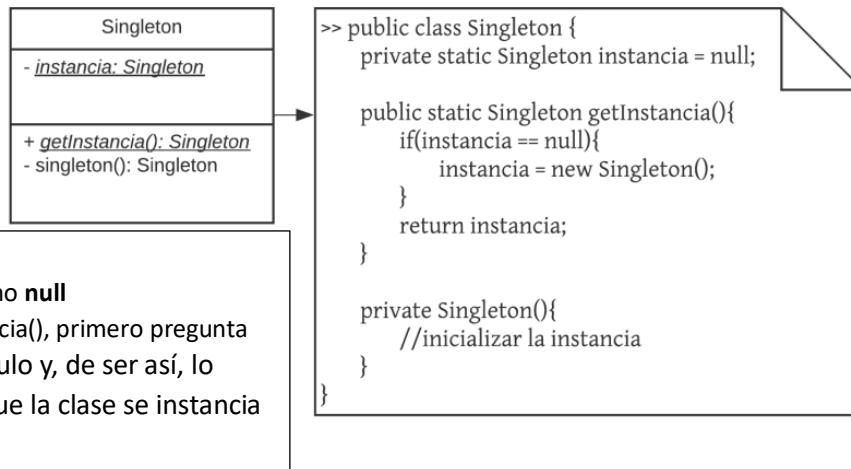 Singleton
- instancia: Singleton
+ getInstancia(): Singleton
- singleton(): Singleton
>> public class Singleton {
private static Singleton instancia = null;
public static Singleton getInstancia(){
if(instancia == null){
instancia = new Singleton();
}
return instancia;
}
private Singleton(){
//inicializar la instancia
}
}
null
cia(), primero pregunta
ulo y, de ser así, lo
ue la clase se instancia